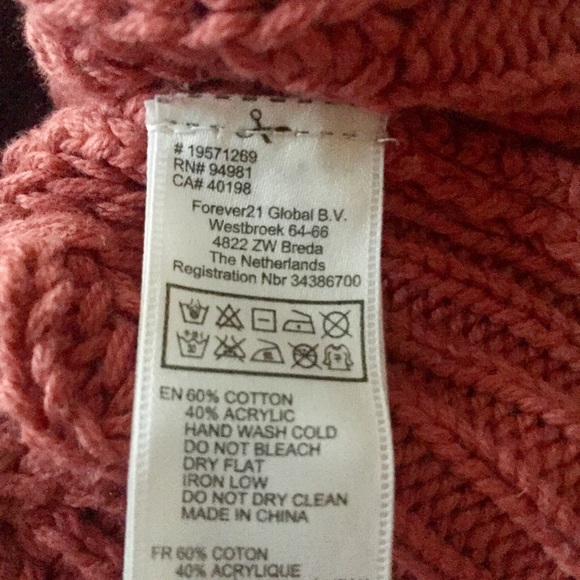 # 19571269
RN# 94981
CA# 40198
Forever21 Global B.V.
Westbroek 64-66
4822 ZW Breda
The Netherlands
Registration Nbr 34386700
EN 60% COTTON
40% ACRYLIC
HAND WASH COLD
DO NOT BLEACH
DRY FLAT
IRON LOW
DO NOT DRY CLEAN
MADE IN CHINA
FR 60% COTON
40% ACRYLIQUE